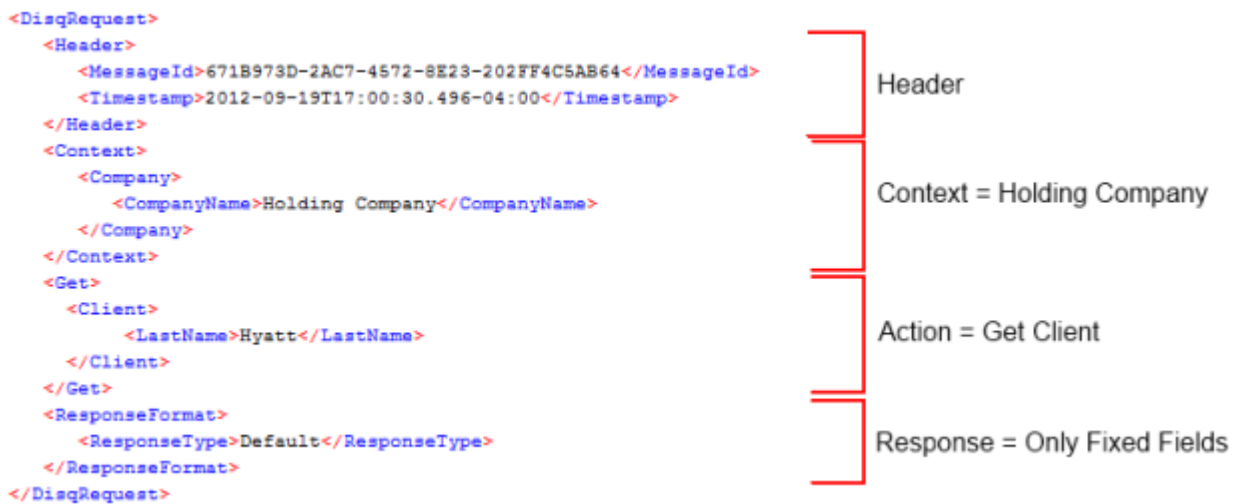 <DisqRequest>
<Header>
<MessageId>671B973D-2AC7-4572-8E23-202FF4C5AB64</MessageId>
<Timestamp>2012-09-19T17:00:30.496-04:00</Timestamp>
</Header>
Header
<Context>
<Company>
<CompanyName>Holding Company</CompanyName>
</Company>
</Context>
Context = Holding Company
<Get>
<Client>
<LastName>Hyatt</LastName>
</Client>
</Get>
Action = Get Client
<ResponseFormat>
<ResponseType>Default</ResponseType>
</ResponseFormat>
Response = Only Fixed Fields
</DisqRequest>